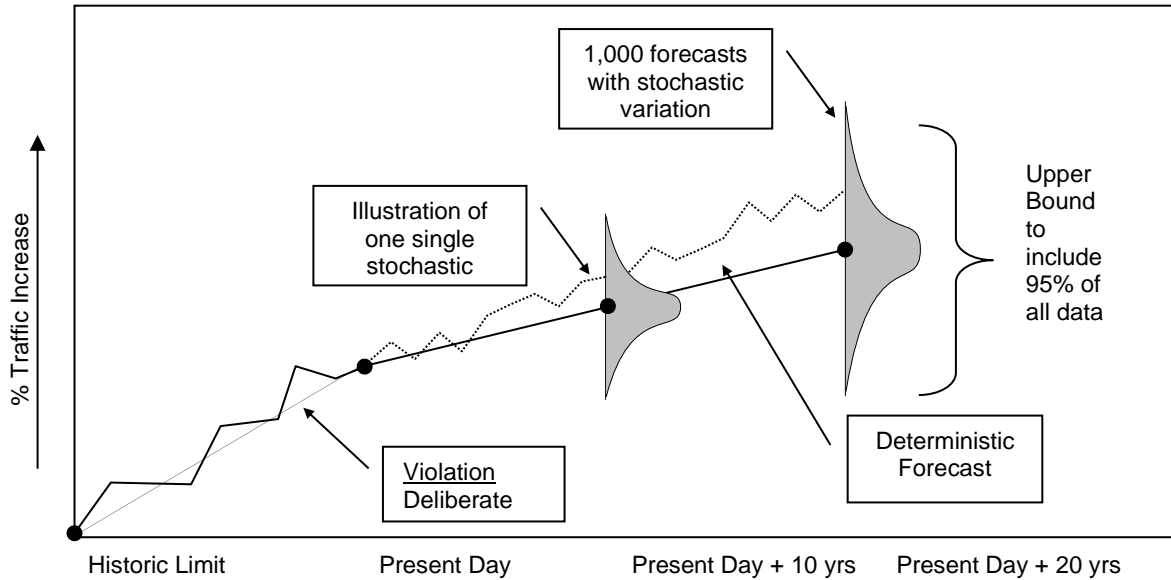 1,000 forecasts
with stochastic
variation
Upper
Bound
to
include
95% of
all data
Illustration of
one single
stochastic
% Traffic Increase
Deterministic
Forecast
Violation
Deliberate
Historic Limit
Present Day
Present Day + 10 yrs
Present Day + 20 yrs